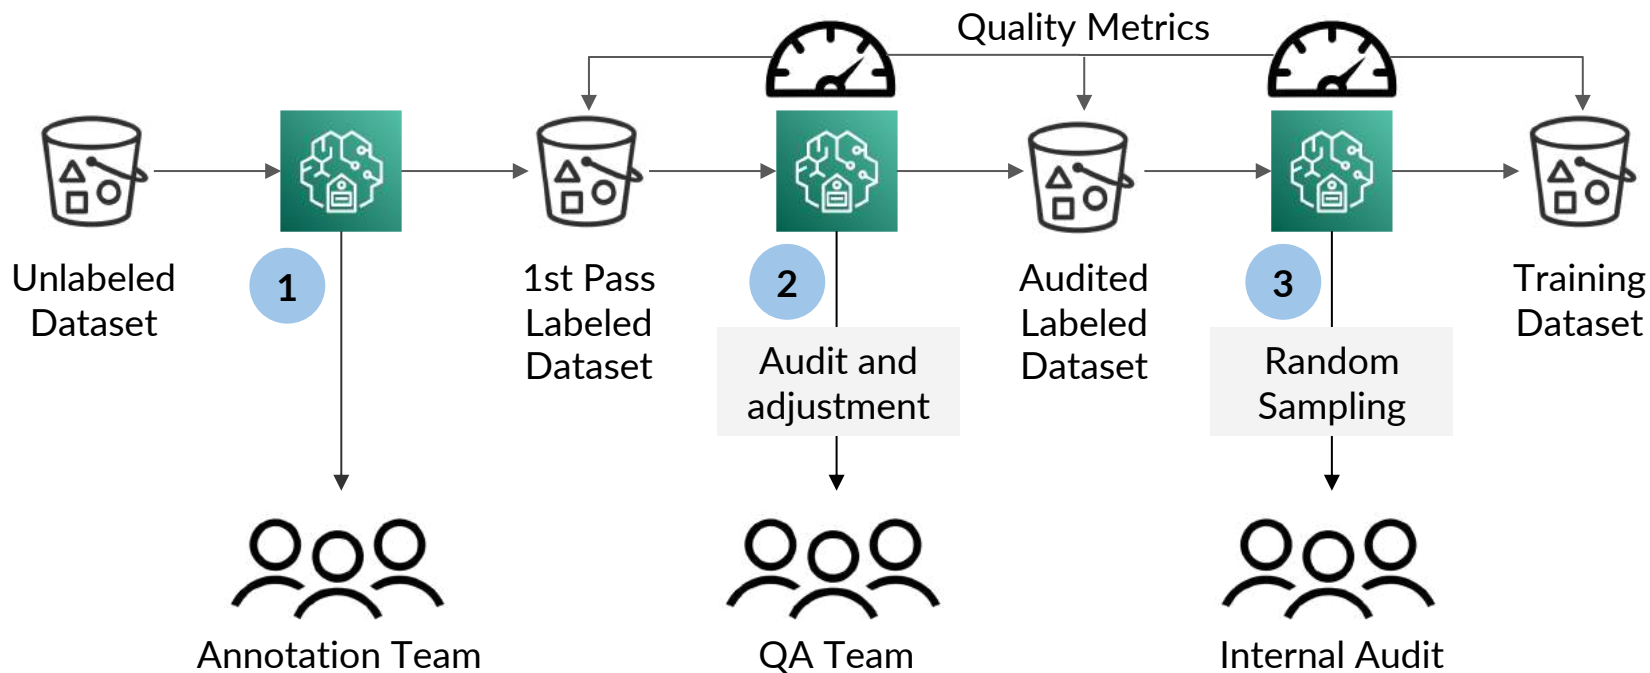 Quality Metrics
Unlabeled
Dataset
1
1st Pass
Labeled
Dataset
2
Audit and
adjustment
Audited
Labeled
Dataset
3
Random
Sampling
Training
Dataset
Annotation Team
QA Team
Internal Audit